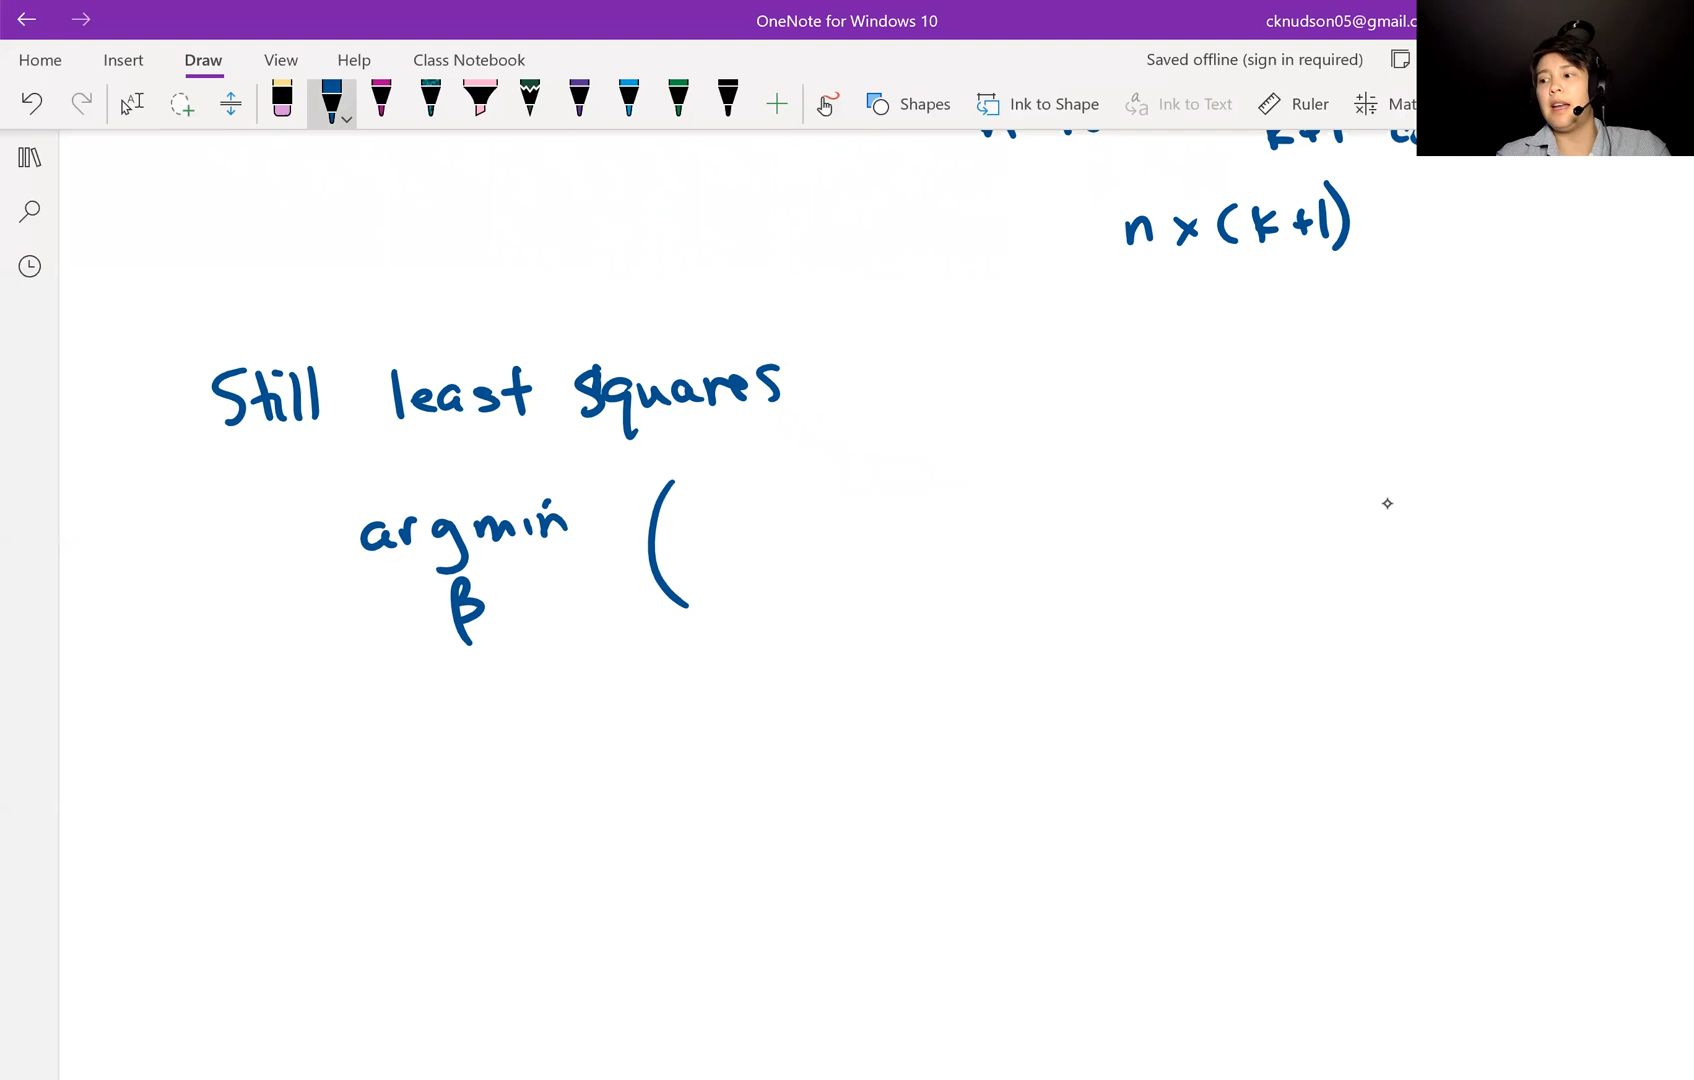 OneNote for Windows 10
cknudson05@gmail.c
Home Insert Draw View Help Class Notebook
Saved offline (sign in required)
Shapes Ink to Shape Ink to Text Ruler Mat
k+1
n × (k+1)
Still least squares
argmin (
β